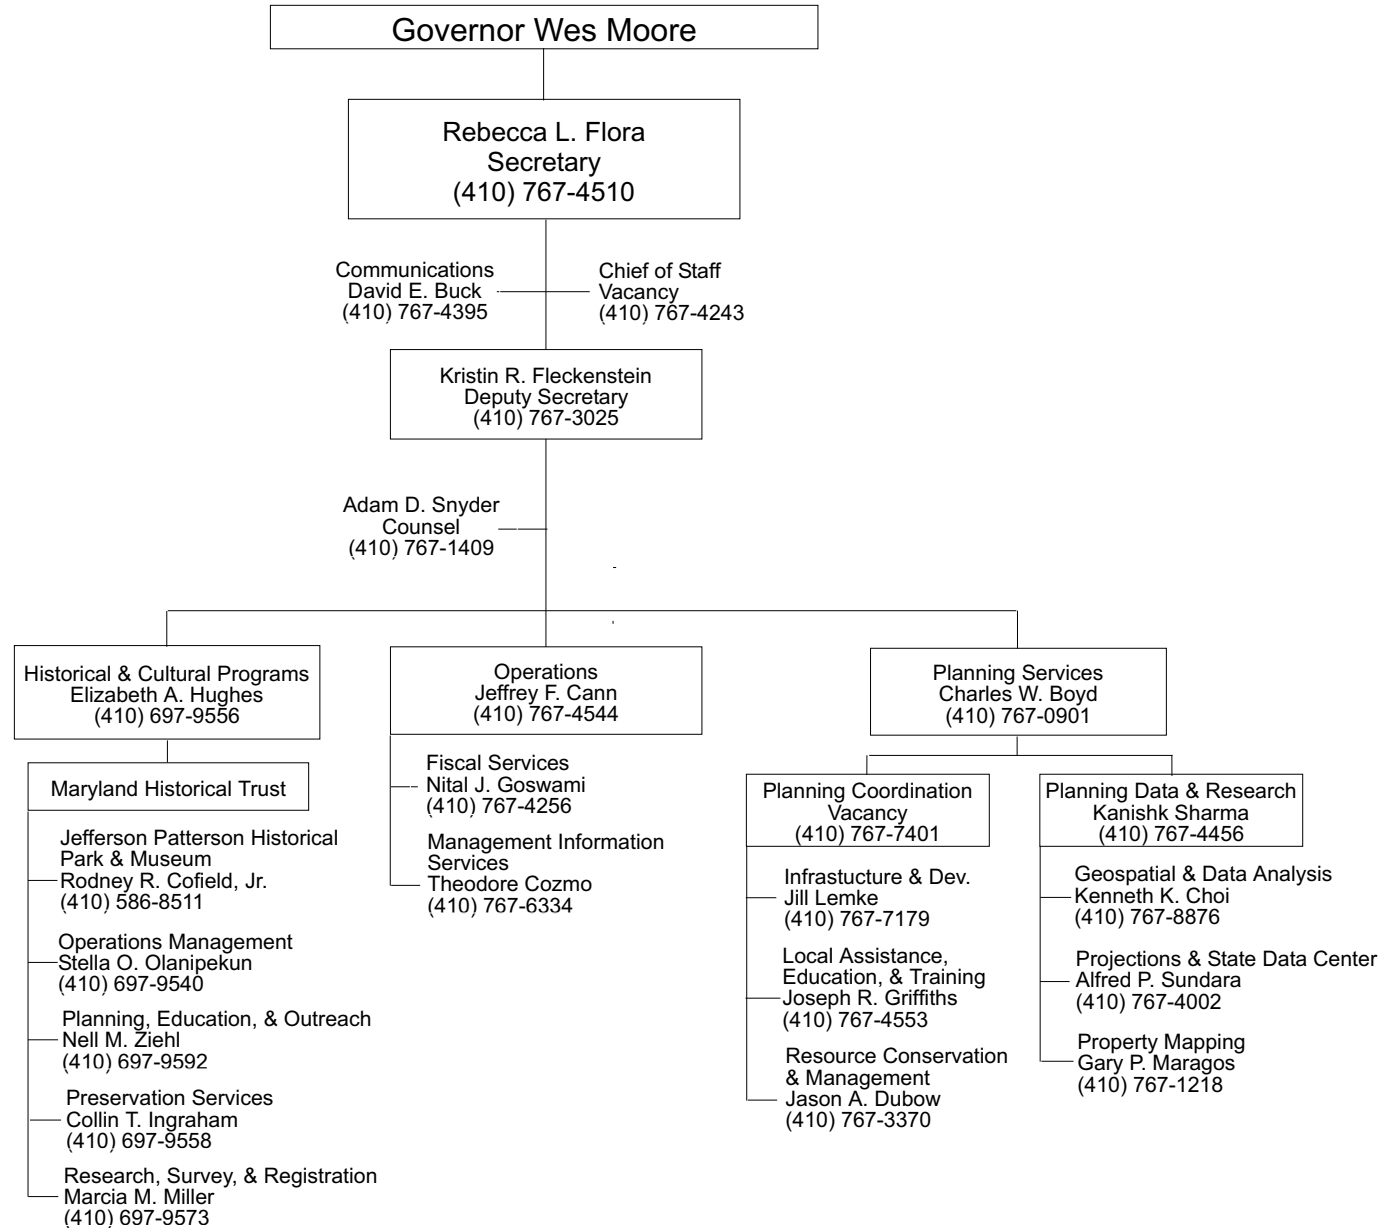 Governor Wes Moore
Rebecca L. Flora
Secretary
(410) 767-4510
Communications
David E. Buck
(410) 767-4395
Chief of Staff
Vacancy
(410) 767-4243
Kristin R. Fleckenstein
Deputy Secretary
(410) 767-3025
Adam D. Snyder
Counsel
(410) 767-1409
Historical & Cultural Programs
Elizabeth A. Hughes
(410) 697-9556
Maryland Historical Trust
Jefferson Patterson Historical
Park & Museum
Rodney R. Cofield, Jr.
(410) 586-8511
Operations Management
Stella O. Olanipekun
(410) 697-9540
Planning, Education, & Outreach
Nell M. Ziehl
(410) 697-9592
Preservation Services
Collin T. Ingraham
(410) 697-9558
Research, Survey, & Registration
Marcia M. Miller
(410) 697-9573
Operations
Jeffrey F. Cann
(410) 767-4544
Fiscal Services
Nital J. Goswami
(410) 767-4256
Management Information
Services
Theodore Cozmo
(410) 767-6334
Planning Services
Charles W. Boyd
(410) 767-0901
Planning Coordination
Vacancy
(410) 767-7401
Infrastucture & Dev.
Jill Lemke
(410) 767-7179
Local Assistance,
Education, & Training
Joseph R. Griffiths
(410) 767-4553
Resource Conservation
& Management
Jason A. Dubow
(410) 767-3370
Planning Data & Research
Kanishk Sharma
(410) 767-4456
Geospatial & Data Analysis
Kenneth K. Choi
(410) 767-8876
Projections & State Data Center
Alfred P. Sundara
(410) 767-4002
Property Mapping
Gary P. Maragos
(410) 767-1218